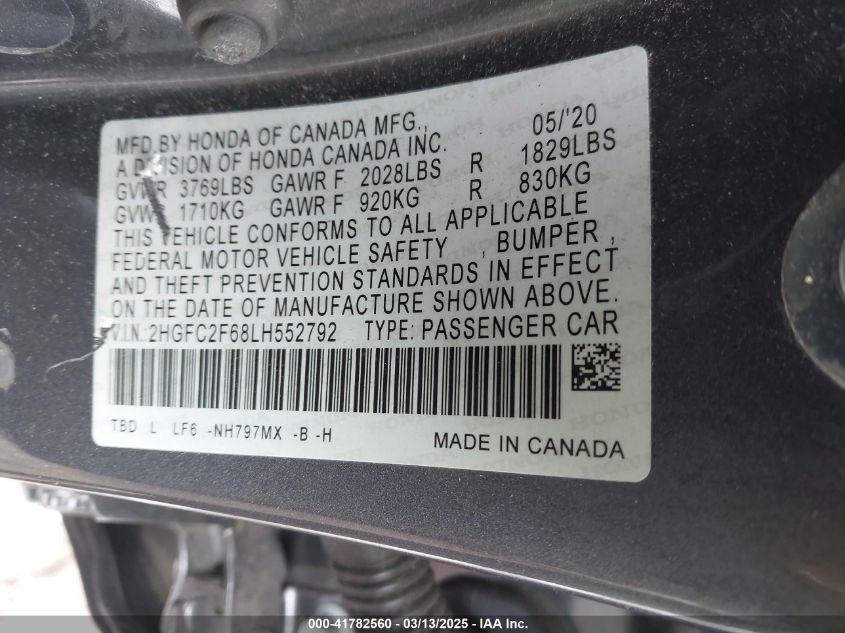 MFD.BY HONDA OF CANADA MFG., 05/'20
A DIVISION OF HONDA CANADA INC.
GVWR 3769LBS GAWR F 2028LBS R 1829LBS
GVWR 1710KG GAWR F 920KG R 830KG
THIS VEHICLE CONFORMS TO ALL APPLICABLE
FEDERAL MOTOR VEHICLE SAFETY , BUMPER ,
AND THEFT PREVENTION STANDARDS IN EFFECT
ON THE DATE OF MANUFACTURE SHOWN ABOVE.
V.I.N.:2HGFC2F68LH552792 TYPE: PASSENGER CAR
TBD L LF6 -NH797MX -B -H MADE IN CANADA
000-41782560 - 03/13/2025 - IAA Inc.